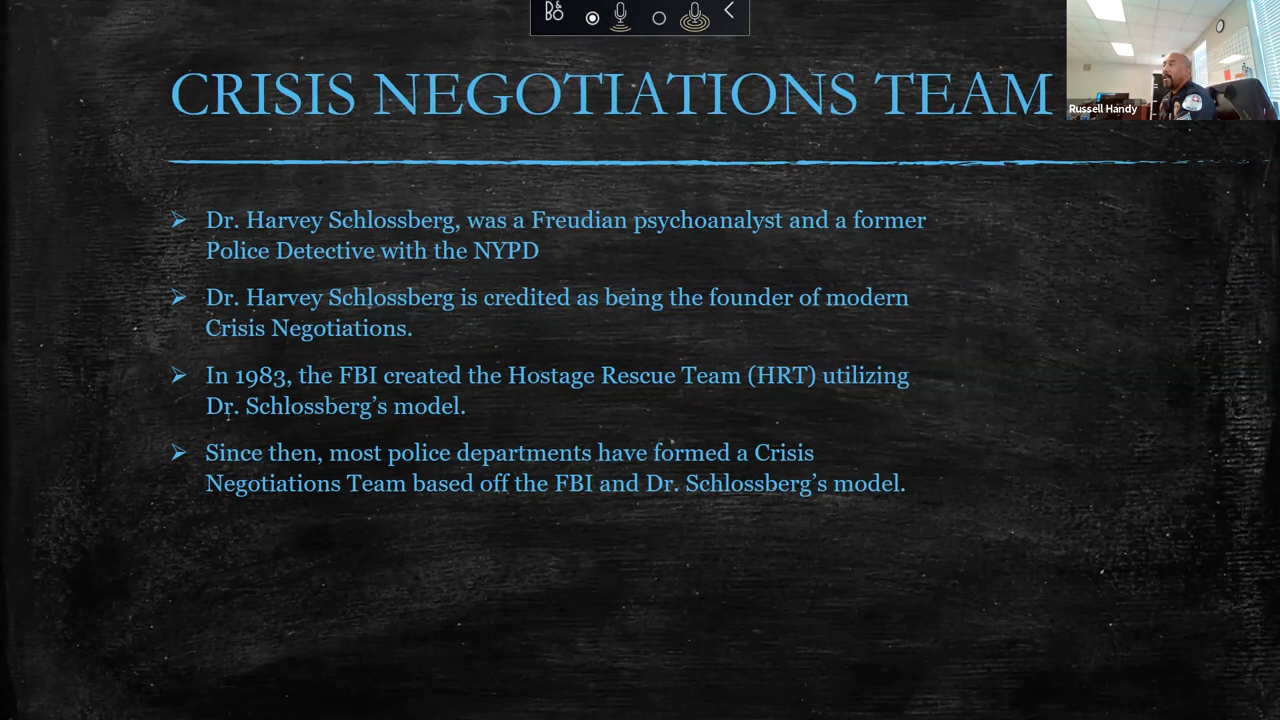 B&O
CRISIS NEGOTIATIONS TEAM
Russell Handy
➢ Dr. Harvey Schlossberg, was a Freudian psychoanalyst and a former
Police Detective with the NYPD
➢ Dr. Harvey Schlossberg is credited as being the founder of modern
Crisis Negotiations.
➢ In 1983, the FBI created the Hostage Rescue Team (HRT) utilizing
Dr. Schlossberg’s model.
➢ Since then, most police departments have formed a Crisis
Negotiations Team based off the FBI and Dr. Schlossberg’s model.